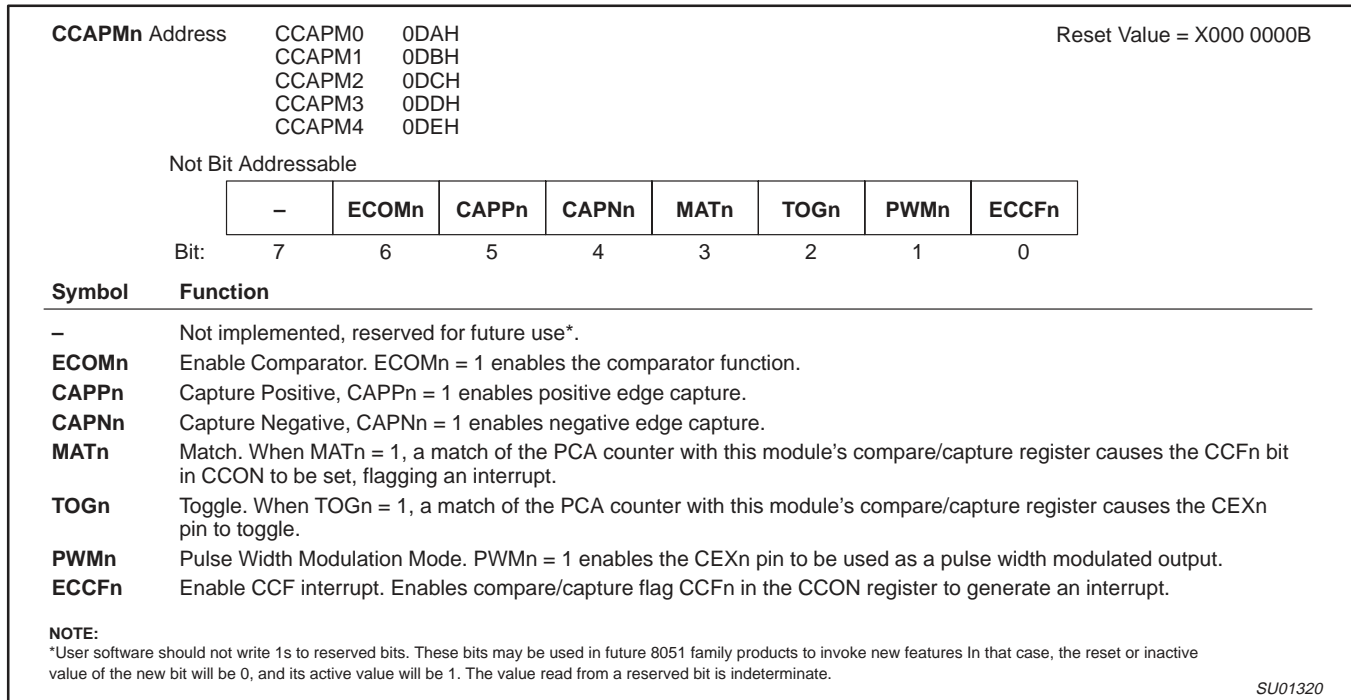 CCAPMn Address CCAPM0 0DAH Reset Value = X000 0000B
CCAPM1 0DBH
CCAPM2 0DCH
CCAPM3 0DDH
CCAPM4 0DEH
Not Bit Addressable
– ECOMn CAPPn CAPNn MATn TOGn PWMn ECCFn
Bit: 7 6 5 4 3 2 1 0
Symbol Function
– Not implemented, reserved for future use*.
ECOMn Enable Comparator. ECOMn = 1 enables the comparator function.
CAPPn Capture Positive, CAPPn = 1 enables positive edge capture.
CAPNn Capture Negative, CAPNn = 1 enables negative edge capture.
MATn Match. When MATn = 1, a match of the PCA counter with this module's compare/capture register causes the CCFn bit
in CCON to be set, flagging an interrupt.
TOGn Toggle. When TOGn = 1, a match of the PCA counter with this module's compare/capture register causes the CEXn
pin to toggle.
PWMn Pulse Width Modulation Mode. PWMn = 1 enables the CEXn pin to be used as a pulse width modulated output.
ECCFn Enable CCF interrupt. Enables compare/capture flag CCFn in the CCON register to generate an interrupt.
NOTE:
*User software should not write 1s to reserved bits. These bits may be used in future 8051 family products to invoke new features In that case, the reset or inactive
value of the new bit will be 0, and its active value will be 1. The value read from a reserved bit is indeterminate.
SU01320